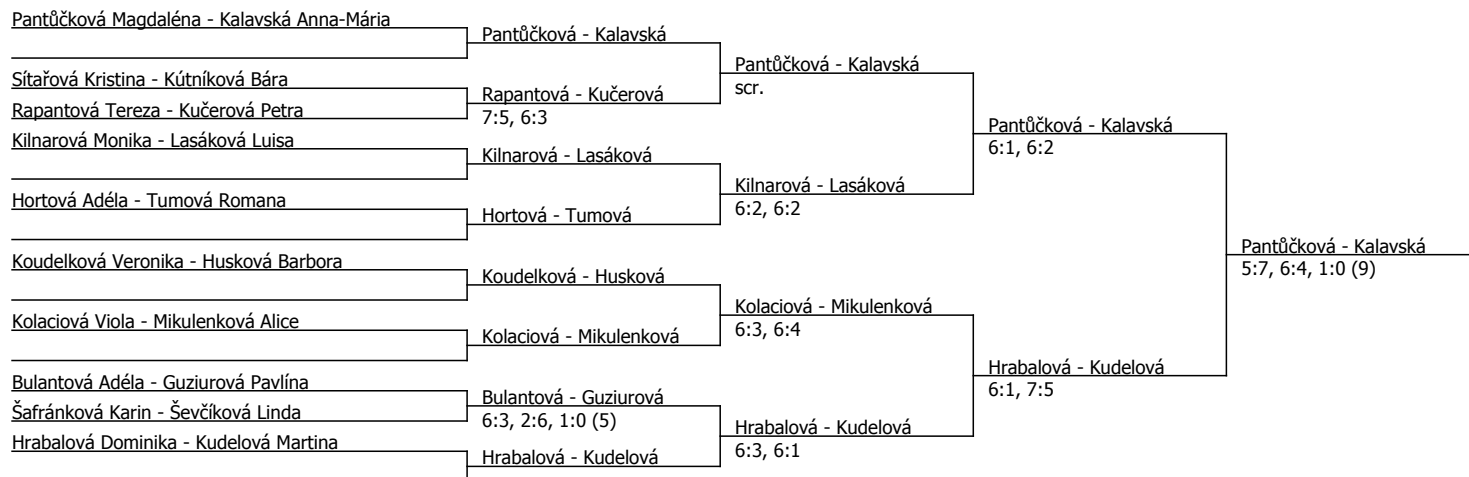 Pantůčková Magdaléna - Kalavská Anna-Mária
Sítařová Kristina - Kútníková Bára
Rapantová Tereza - Kučerová Petra
Kilnarová Monika - Lasáková Luisa
Hortová Adéla - Tumová Romana
Koudelková Veronika - Husková Barbora
Kolaciová Viola - Mikulenková Alice
Bulantová Adéla - Guziurová Pavlína
Šafránková Karin - Ševčíková Linda
Hrabalová Dominika - Kudelová Martina
Pantůčková - Kalavská
Rapantová - Kučerová
7:5, 6:3
Kilnarová - Lasáková
Hortová - Tumová
Koudelková - Husková
Kolaciová - Mikulenková
Bulantová - Guziurová
6:3, 2:6, 1:0 (5)
Hrabalová - Kudelová
Pantůčková - Kalavská
scr.
Kilnarová - Lasáková
6:2, 6:2
Kolaciová - Mikulenková
6:3, 6:4
Hrabalová - Kudelová
6:3, 6:1
Pantůčková - Kalavská
6:1, 6:2
Hrabalová - Kudelová
6:1, 7:5
Pantůčková - Kalavská
5:7, 6:4, 1:0 (9)